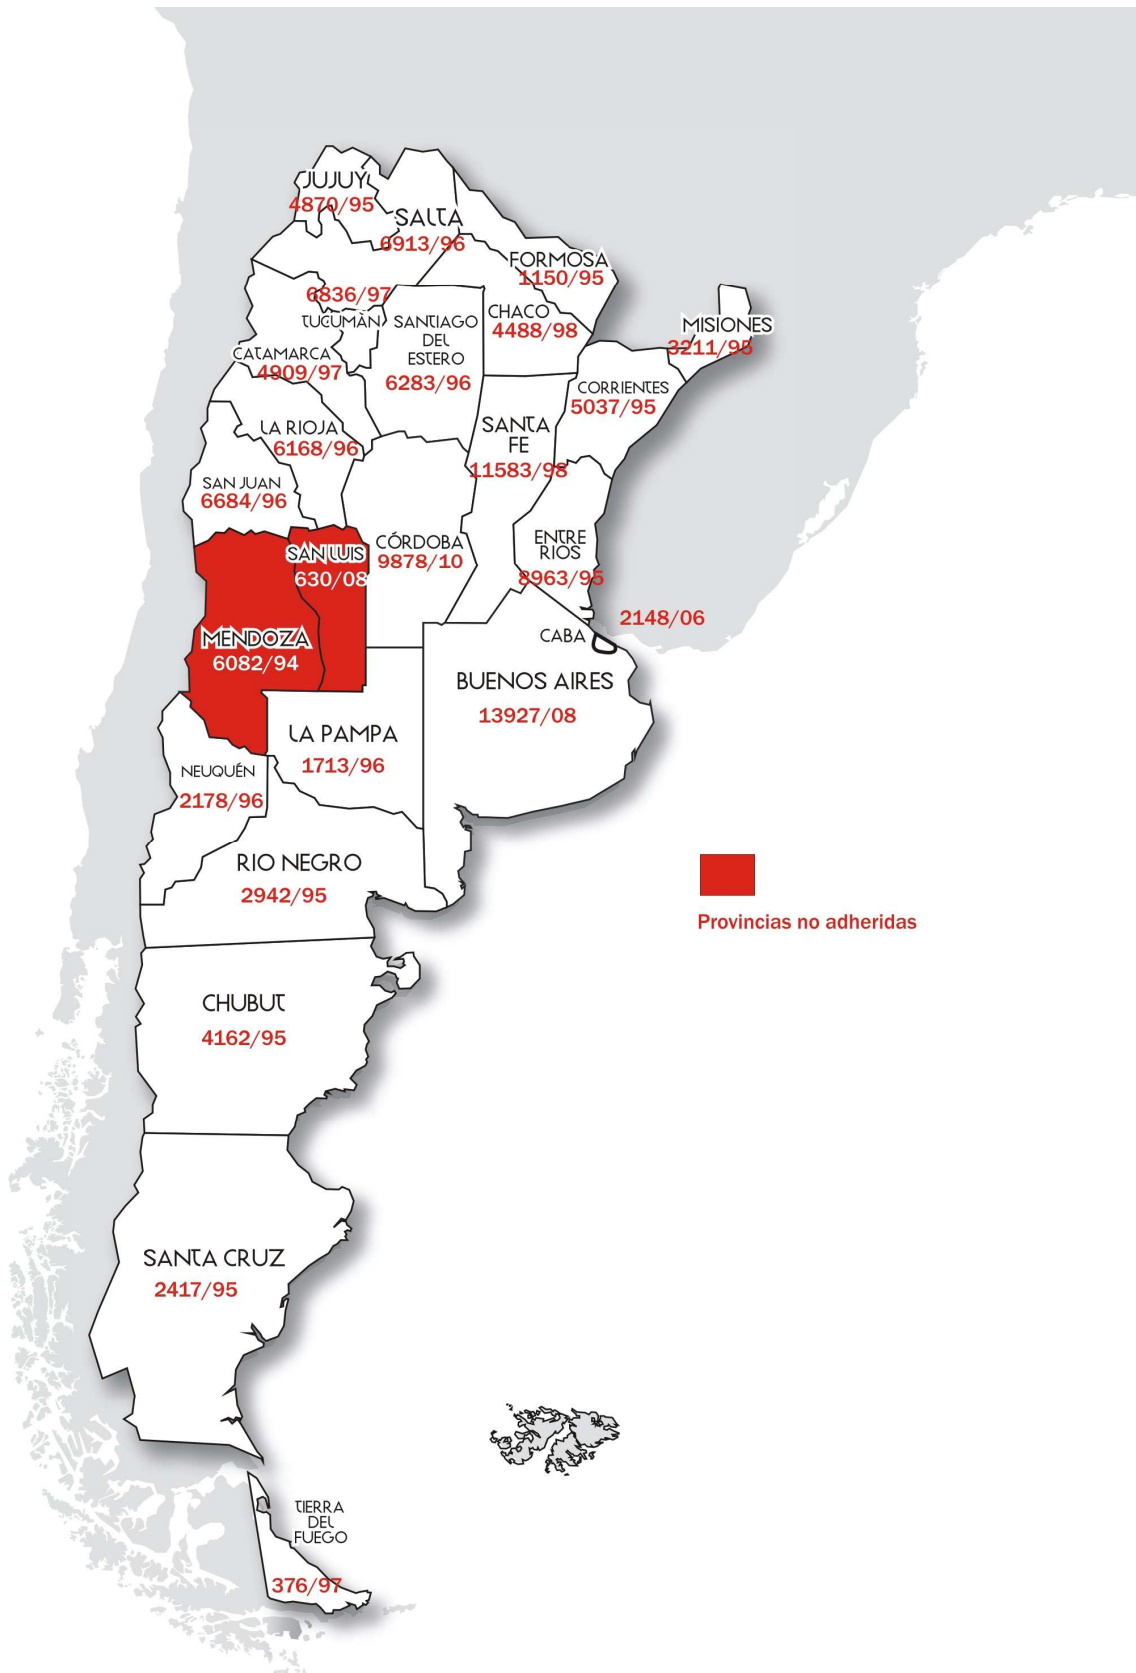 JUJUY
4870/95
SALTA
6913/96
FORMOSA
1150/95
6836/97
TUCUMÁN
SANTIAGO
DEL
ESTERO
6283/96
CHACO
4488/98
MISIONES
3211/95
CATAMARCA
4909/97
CORRIENTES
5037/95
LA RIOJA
6168/96
SANTA
FE
11583/98
SAN JUAN
6684/96
CÓRDOBA
9878/10
ENTRE
RIOS
8963/95
SAN LUIS
630/08
MENDOZA
6082/94
2148/06
CABA
BUENOS AIRES
13927/08
LA PAMPA
1713/96
NEUQUÉN
2178/96
RIO NEGRO
2942/95
Provincias no adheridas
CHUBUT
4162/95
SANTA CRUZ
2417/95
TIERRA
DEL
FUEGO
376/97